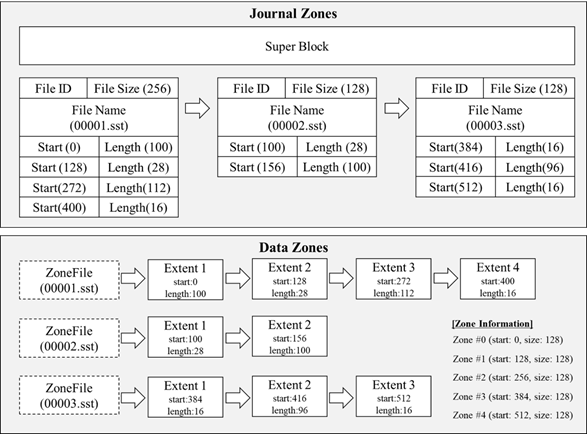 Journal Zones
Super Block
File ID File Size (256)
File Name
(00001.sst)
Start (0) Length (100)
Start (128) Length (28)
Start(272) Length(112)
Start(400) Length(16)
File ID File Size (128)
File Name
(00002.sst)
Start (100) Length (28)
Start (156) Length (100)
File ID File Size (128)
File Name
(00003.sst)
Start(384) Length(16)
Start(416) Length(96)
Start(512) Length(16)
Data Zones
ZoneFile
(00001.sst)
Extent 1
start:0
length:100
Extent 2
start:128
length:28
Extent 3
start:272
length:112
Extent 4
start:400
length:16
ZoneFile
(00002.sst)
Extent 1
start:100
length:28
Extent 2
start:156
length:100
ZoneFile
(00003.sst)
Extent 1
start:384
length:16
Extent 2
start:416
length:96
Extent 3
start:512
length:16
[Zone Information]
Zone #0 (start: 0, size: 128)
Zone #1 (start: 128, size: 128)
Zone #2 (start: 256, size: 128)
Zone #3 (start: 384, size: 128)
Zone #4 (start: 512, size: 128)